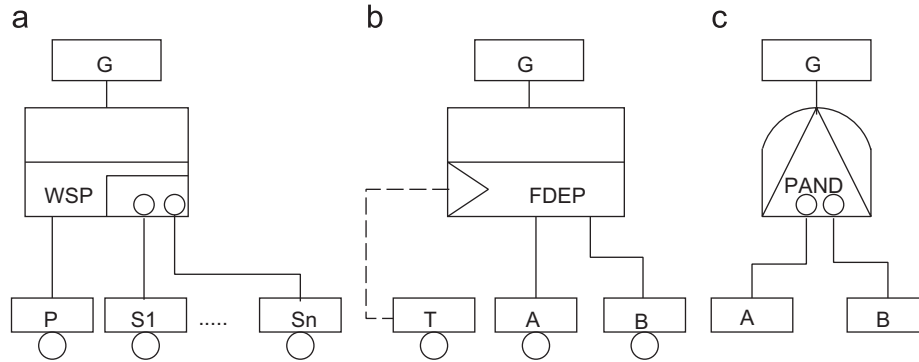 a b c
G G G
WSP FDEP PAND
P S1 ..... Sn T A B A B